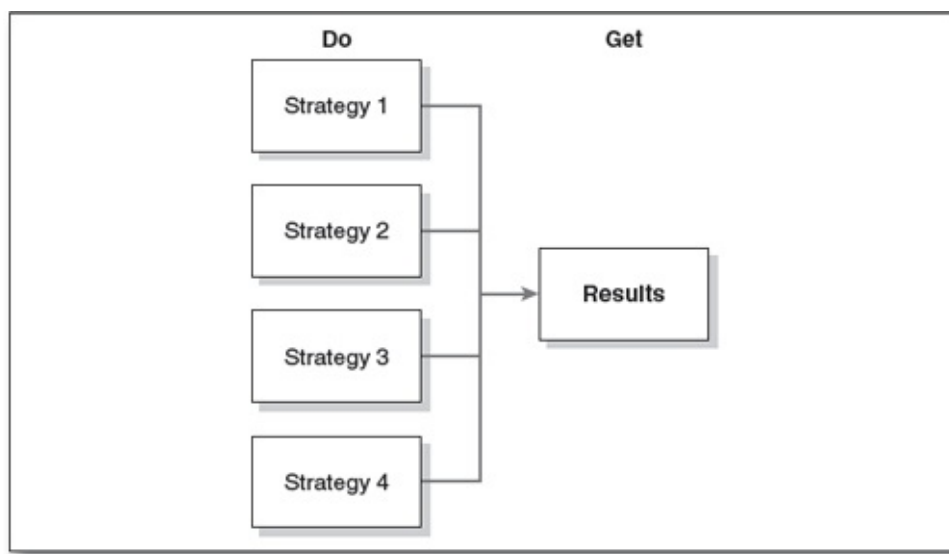 Do
Get
Strategy 1
Strategy 2
Strategy 3
Strategy 4
Results